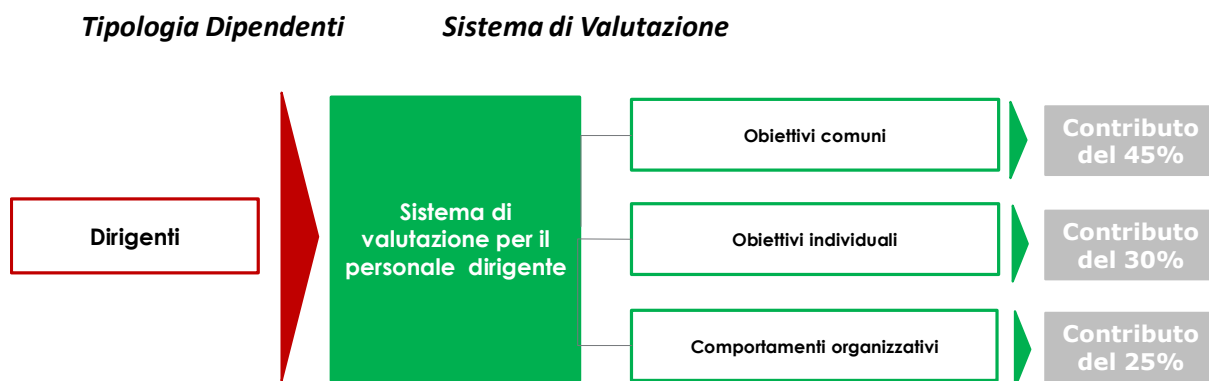 Tipologia Dipendenti Sistema di Valutazione
Obiettivi comuni
Contributo
del 45%
Dirigenti
Sistema di
valutazione per il
personale dirigente
Obiettivi individuali
Contributo
del 30%
Comportamenti organizzativi
Contributo
del 25%